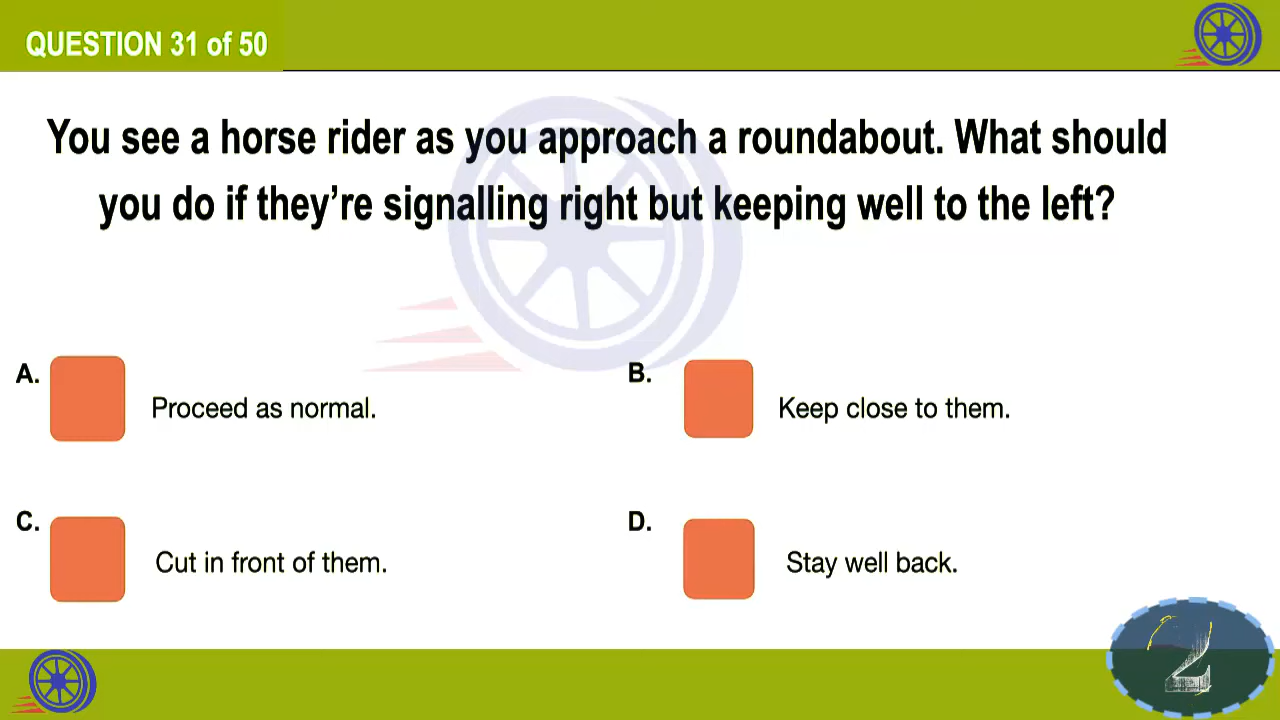 QUESTION 31 of 50
You see a horse rider as you approach a roundabout. What should
you do if they’re signalling right but keeping well to the left?
A. Proceed as normal.
B. Keep close to them.
C. Cut in front of them.
D. Stay well back.
2